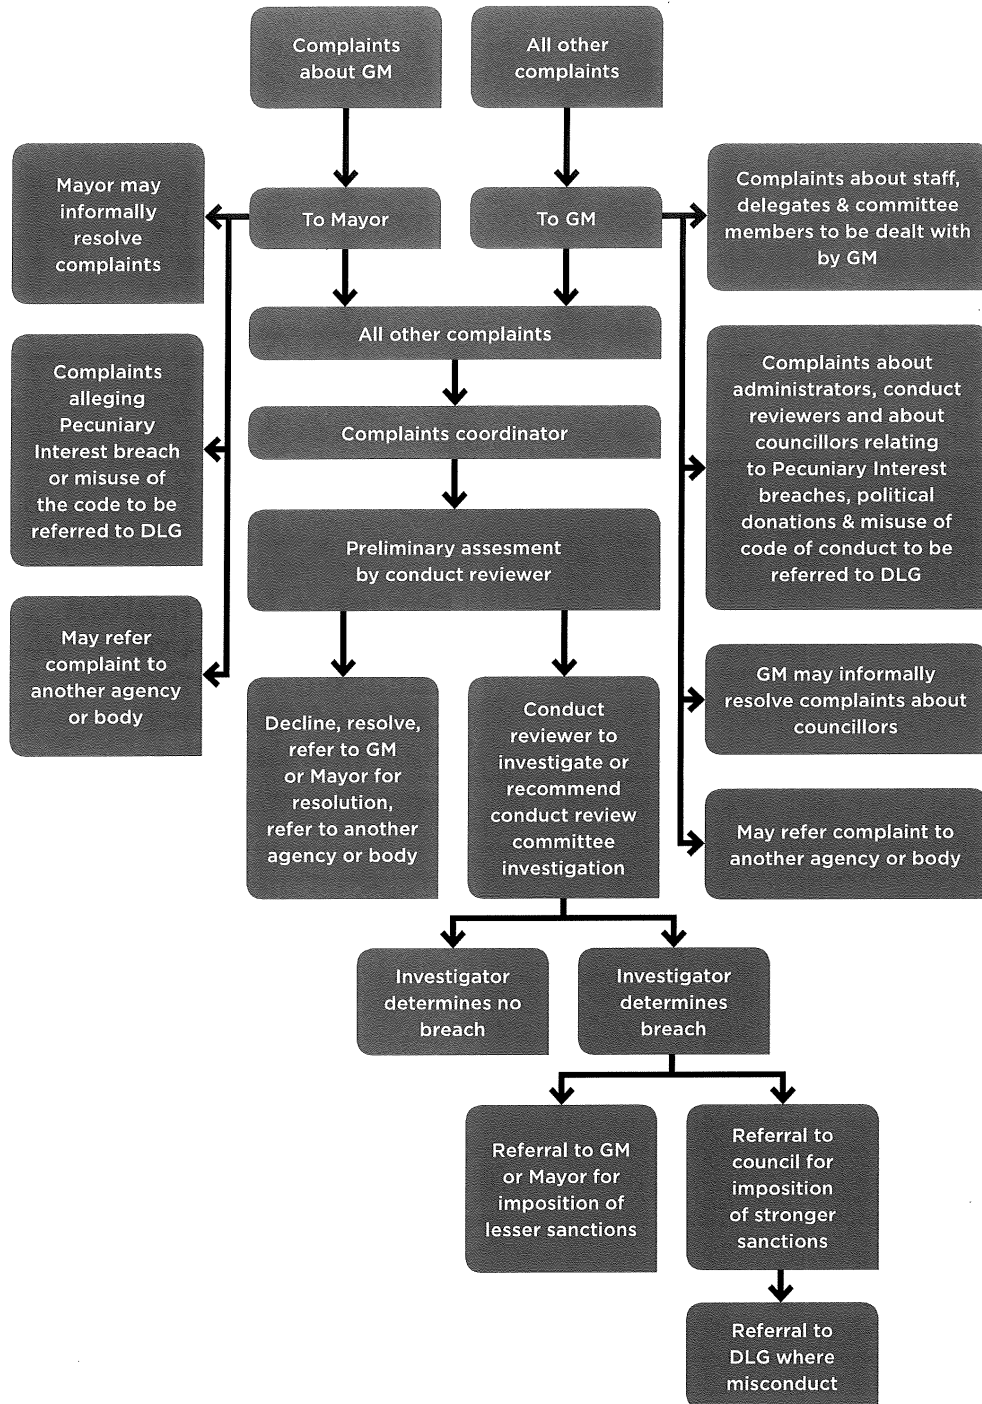 Complaints
about GM
All other
complaints
Mayor may
informally
resolve
complaints
To Mayor
To GM
Complaints about staff,
delegates & committee
members to be dealt with
by GM
All other complaints
Complaints
alleging
Pecuniary
Interest breach
or misuse of
the code to be
referred to DLG
Complaints coordinator
Complaints about
administrators, conduct
reviewers and about
councillors relating
to Pecuniary Interest
breaches, political
donations & misuse of
code of conduct to be
referred to DLG
Preliminary assesment
by conduct reviewer
May refer
complaint to
another agency
or body
Decline, resolve,
refer to GM
or Mayor for
resolution,
refer to another
agency or body
Conduct
reviewer to
investigate or
recommend
conduct review
committee
investigation
GM may informally
resolve complaints about
councillors
May refer complaint to
another agency or body
Investigator
determines no
breach
Investigator
determines
breach
Referral to GM
or Mayor for
imposition of
lesser sanctions
Referral to
council for
imposition
of stronger
sanctions
Referral to
DLG where
misconduct